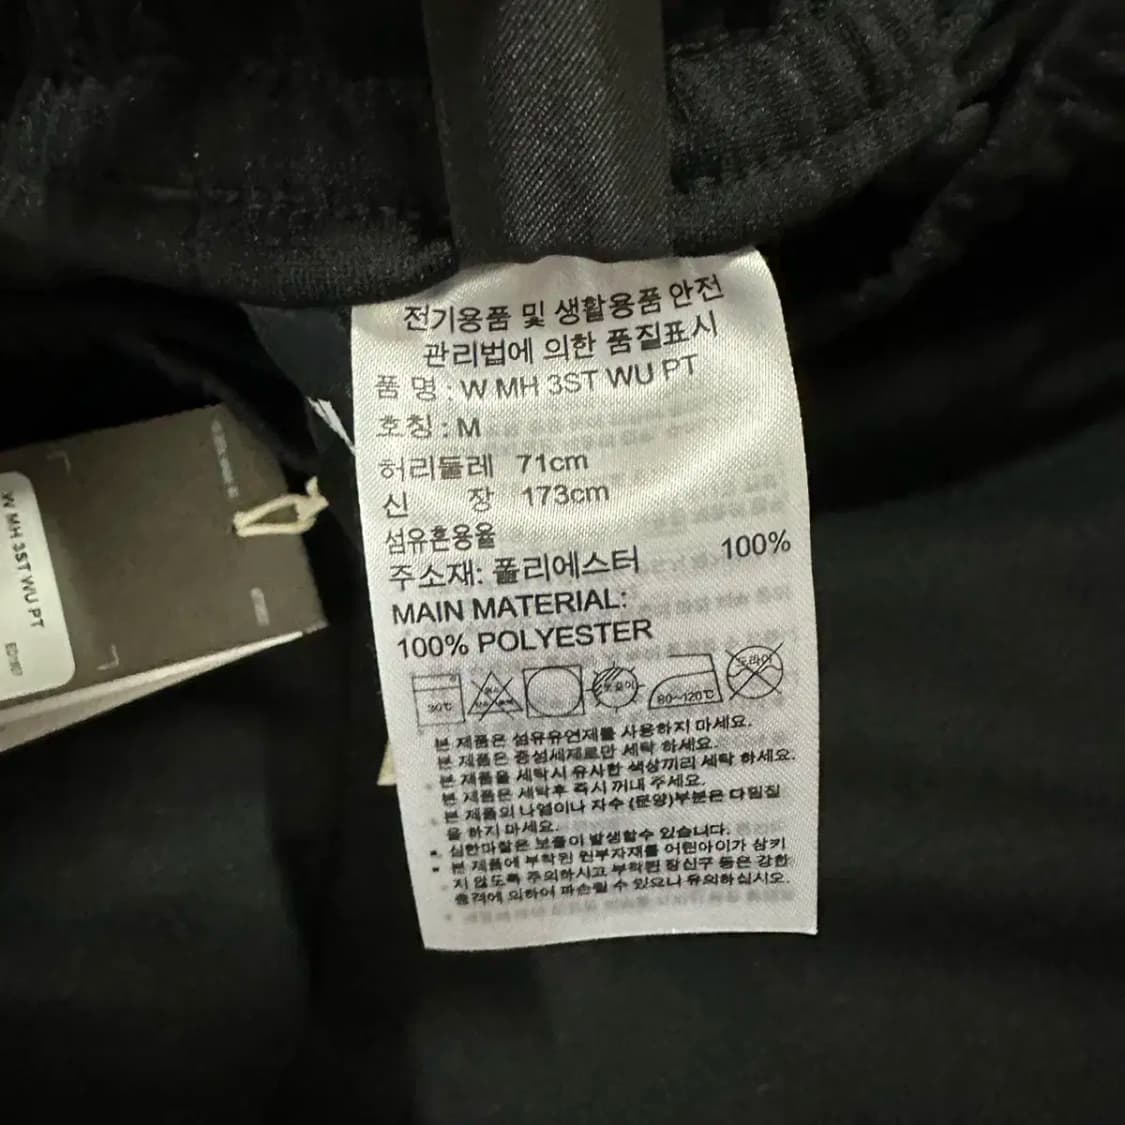 전기용품 및 생활용품 안전
관리법에 의한 품질표시
품 명 : W MH 3ST WU PT
호칭 : M
허리둘레 71cm
신 장 173cm
섬유혼용율
주소재: 폴리에스터 100%
MAIN MATERIAL:
100% POLYESTER
30℃
80~120℃
드라이
본 제품은 섬유유연제를 사용하지 마세요.
본 제품은 중성세제로만 세탁 하세요.
본 제품을 세탁시 유사한 색상끼리 세탁 하세요.
본 제품은 세탁후 즉시 꺼내 주세요.
본 제품의 나염이나 자수 (문양)부분은 다림질
을 하지 마세요.
심한마찰은 보풀이 발생할수 있습니다.
본 제품에 부착된 원부자재를 어린아이가 삼키
지 않도록 주의하시고 부착된 장신구 등은 강한
충격에 의하여 파손될 수 있으니 유의하십시오.
W MH 3ST WU PT